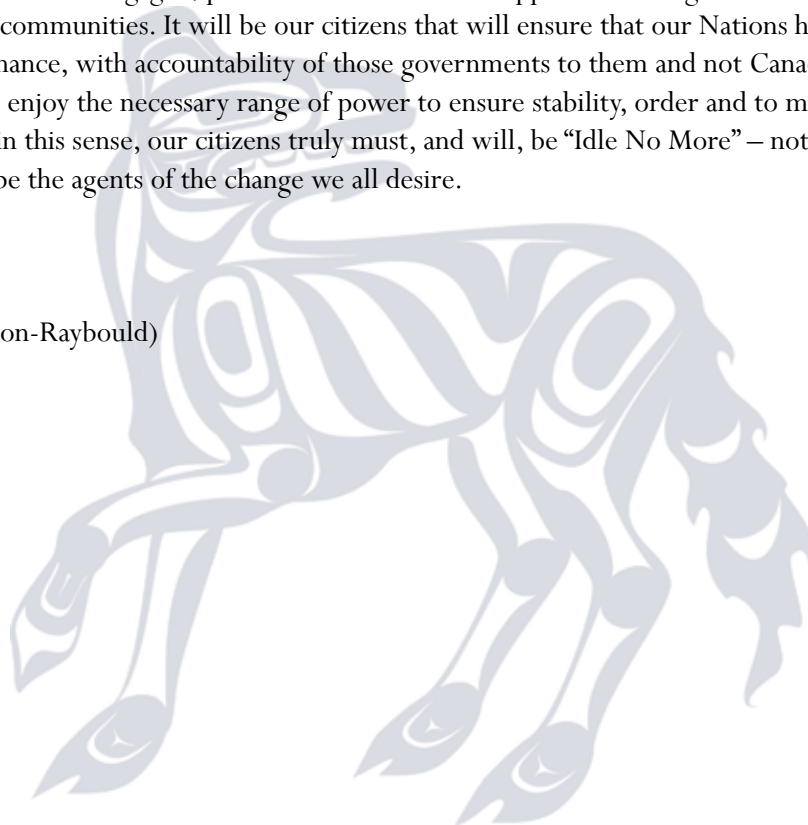 communities. It will be our citizens that will ensure that our Nations h
nance, with accountability of those governments to them and not Cana
enjoy the necessary range of power to ensure stability, order and to m
in this sense, our citizens truly must, and will, be “Idle No More” – not
be the agents of the change we all desire.
on-Raybould)